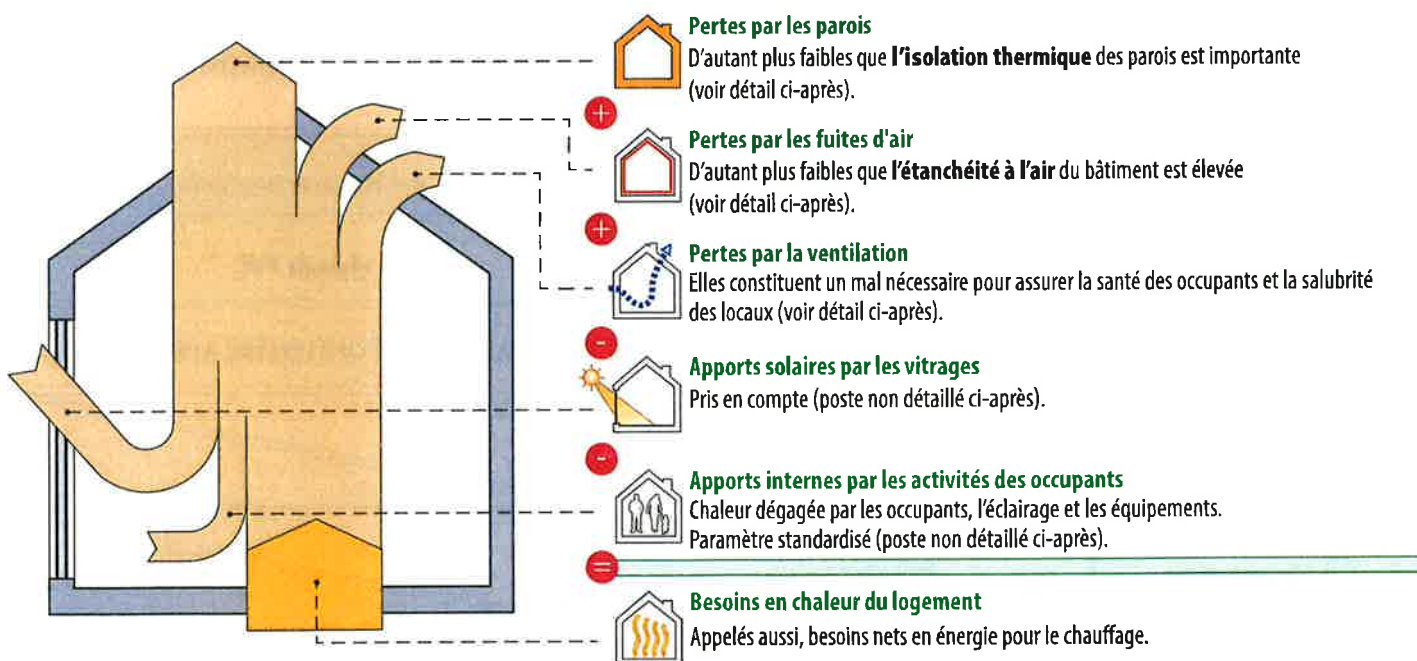 Pertes par les parois
D'autant plus faibles que l'isolation thermique des parois est importante
(voir détail ci-après).
+
Pertes par les fuites d'air
D'autant plus faibles que l'étanchéité à l'air du bâtiment est élevée
(voir détail ci-après).
+
Pertes par la ventilation
Elles constituent un mal nécessaire pour assurer la santé des occupants et la salubrité
des locaux (voir détail ci-après).
-
Apports solaires par les vitrages
Pris en compte (poste non détaillé ci-après).
-
Apports internes par les activités des occupants
Chaleur dégagée par les occupants, l'éclairage et les équipements.
Paramètre standardisé (poste non détaillé ci-après).
=
Besoins en chaleur du logement
Appelés aussi, besoins nets en énergie pour le chauffage.